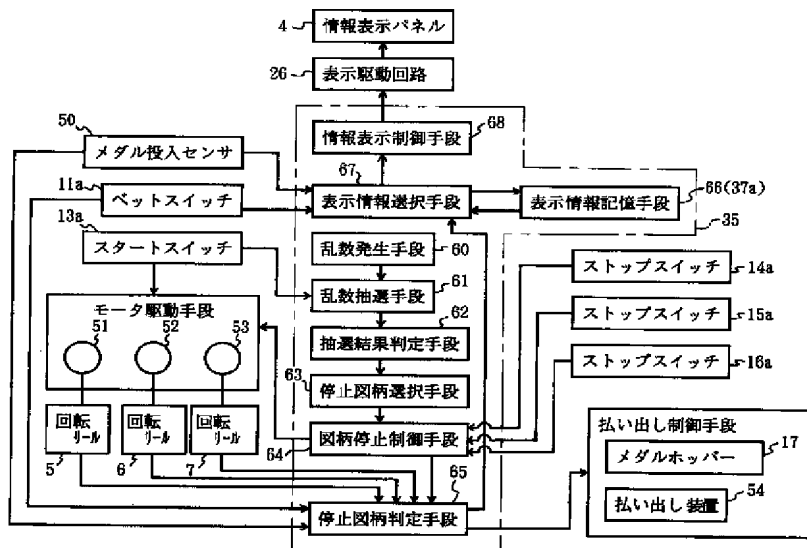 4
情報表示パネル
26
表示駆動回路
50
メダル投入センサ
情報表示制御手段
68
67
11a
ベットスイッチ
表示情報選択手段
66(37a)
表示情報記憶手段
35
13a
スタートスイッチ
乱数発生手段
60
ストップスイッチ
14a
乱数抽選手段
61
モータ駆動手段
51
52
53
62
抽選結果判定手段
ストップスイッチ
15a
63
停止図柄選択手段
ストップスイッチ
16a
回転リール
回転リール
回転リール
5
6
7
64
図柄停止制御手段
払い出し制御手段
メダルホッパー
17
65
停止図柄判定手段
払い出し装置
54